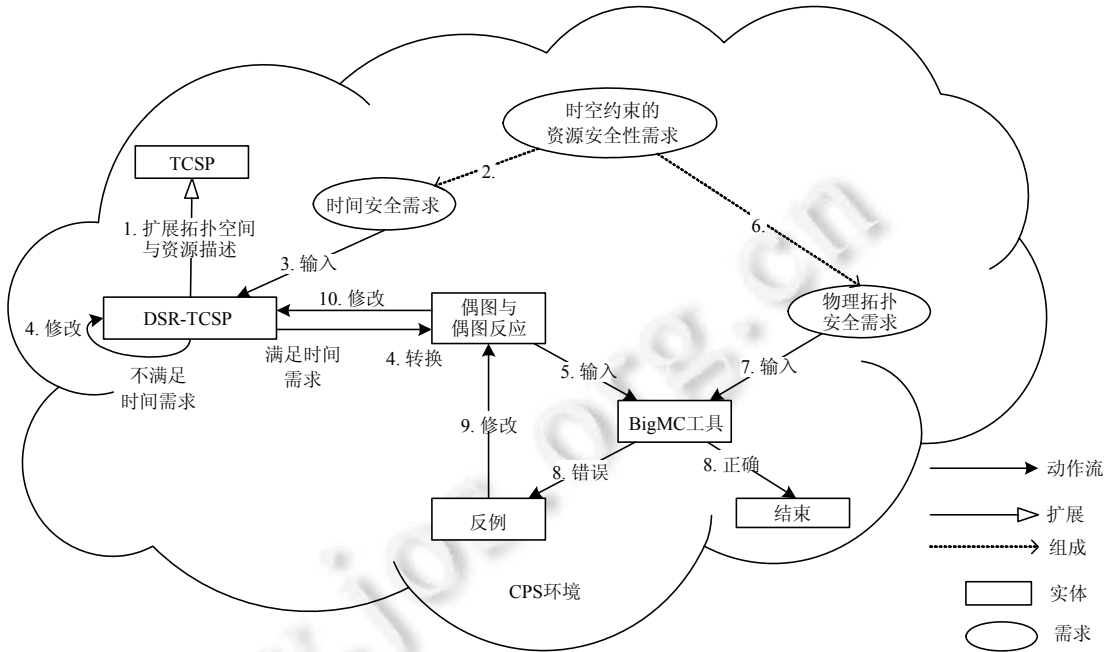 时空约束的
资源安全性需求
TCSP
2.
时间安全需求
1. 扩展拓扑空间
与资源描述
6.
3. 输入
物理拓扑
安全需求
10. 修改
偶图与
偶图反应
DSR-TCSP
4. 修改
4. 转换
满足时间
需求
不满足
时间需求
5. 输入
7. 输入
9. 修改
BigMC工具
8. 错误
8. 正确
反例
结束
CPS环境
动作流
扩展
组成
实体
需求
jos.org.cn